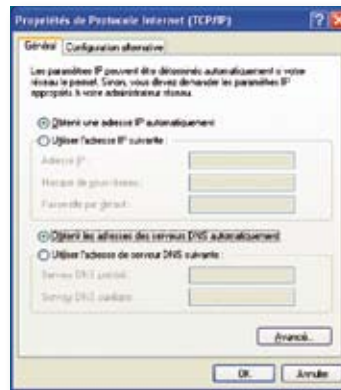 Propriétés de Protocole Internet (TCP/IP)
Général Configuration alternative
Les paramètres IP peuvent être déterminés automatiquement si votre
réseau le permet. Sinon, vous devez demander les paramètres IP
appropriés à votre administrateur réseau.
Obtenir une adresse IP automatiquement
Utiliser l'adresse IP suivante
Adresse IP :
Masque de sous-réseau :
Passerelle par défaut :
Obtenir les adresses des serveurs DNS automatiquement
Utiliser l'adresse de serveur DNS suivante
Serveur DNS préféré :
Serveur DNS auxiliaire :
Avancé...
OK Annuler